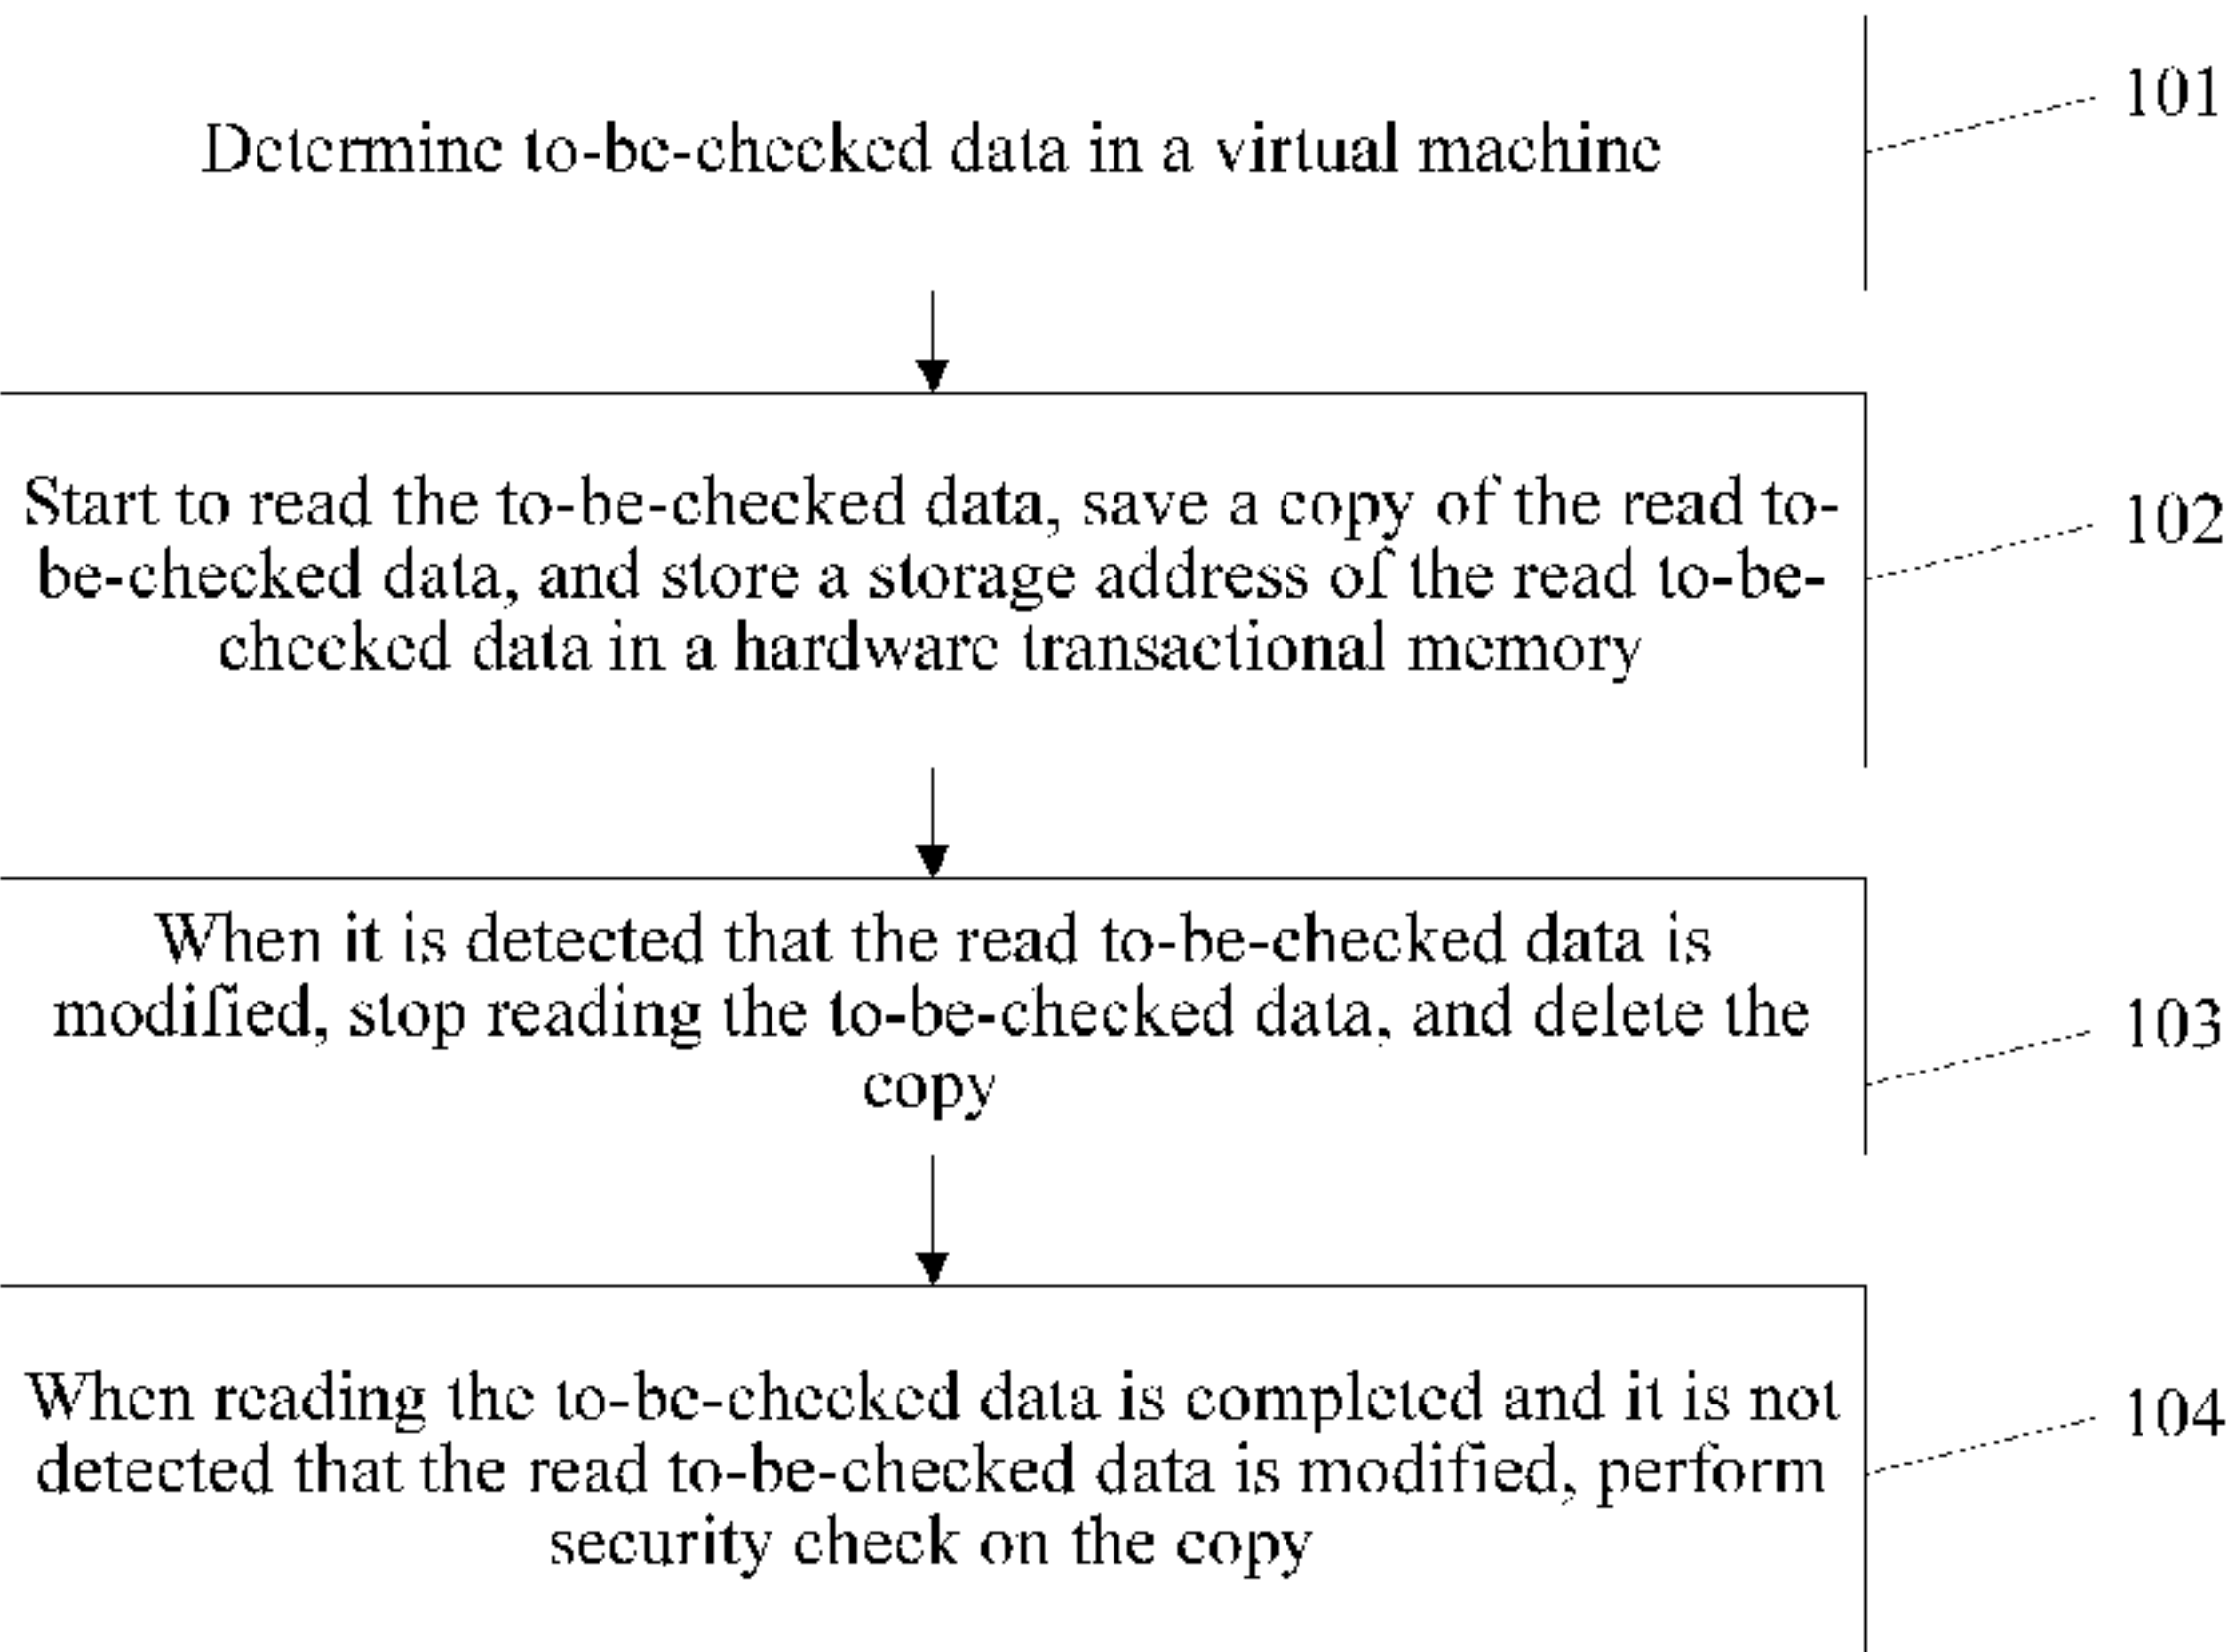 Determine to-be-checked data in a virtual machine
101
Start to read the to-be-checked data, save a copy of the read to-
be-checked data, and store a storage address of the read to-be-
checked data in a hardware transactional memory
102
When it is detected that the read to-be-checked data is
modified, stop reading the to-be-checked data, and delete the
copy
103
When reading the to-be-checked data is completed and it is not
detected that the read to-be-checked data is modified, perform
security check on the copy
104